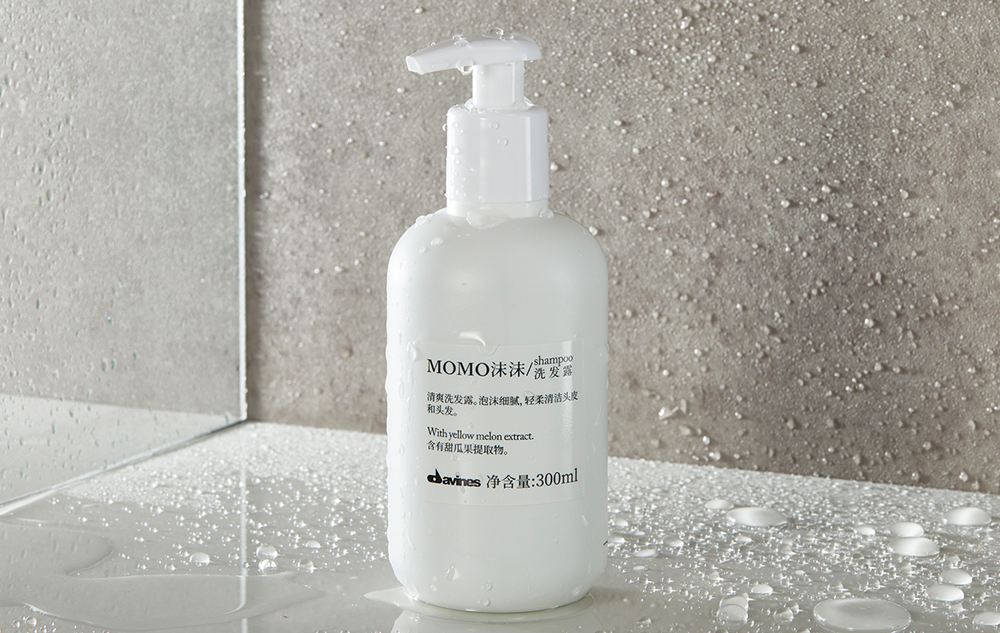 MOMO沫沫/shampoo
洗发露
清爽洗发露。泡沫细腻，轻柔清洁头皮
和头发。
With yellow melon extract.
含有甜瓜果提取物。
davines 净含量:300ml